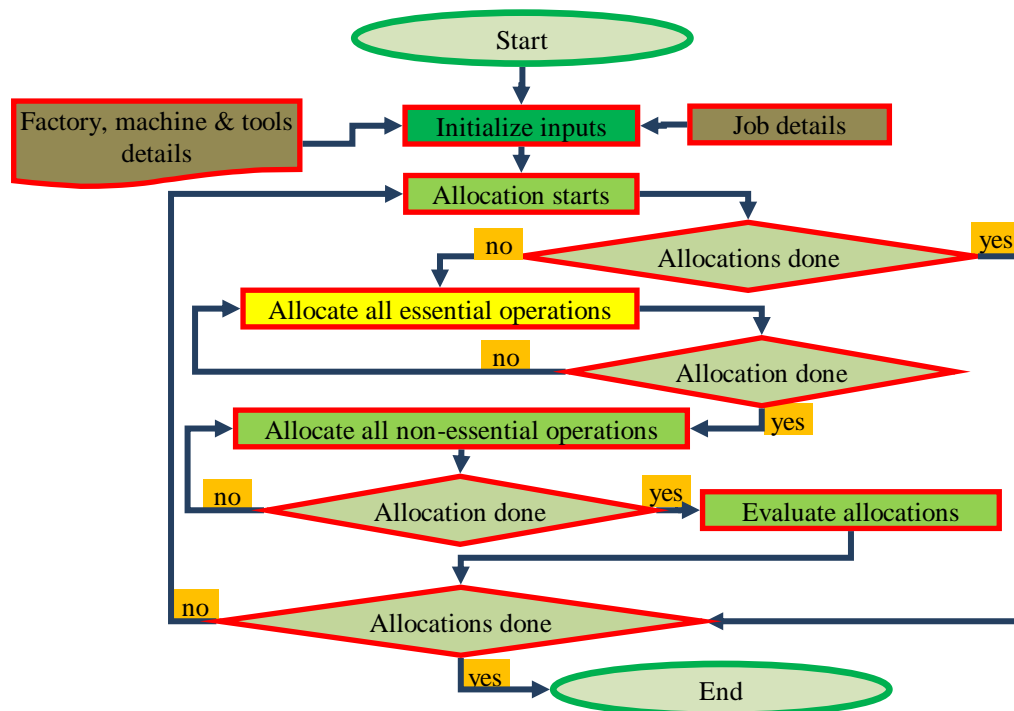 Start
Factory, machine & tools
details
Initialize inputs
Job details
Allocation starts
no
Allocations done
yes
Allocate all essential operations
no
Allocation done
yes
Allocate all non-essential operations
no
Allocation done
yes
Evaluate allocations
no
Allocations done
yes
End